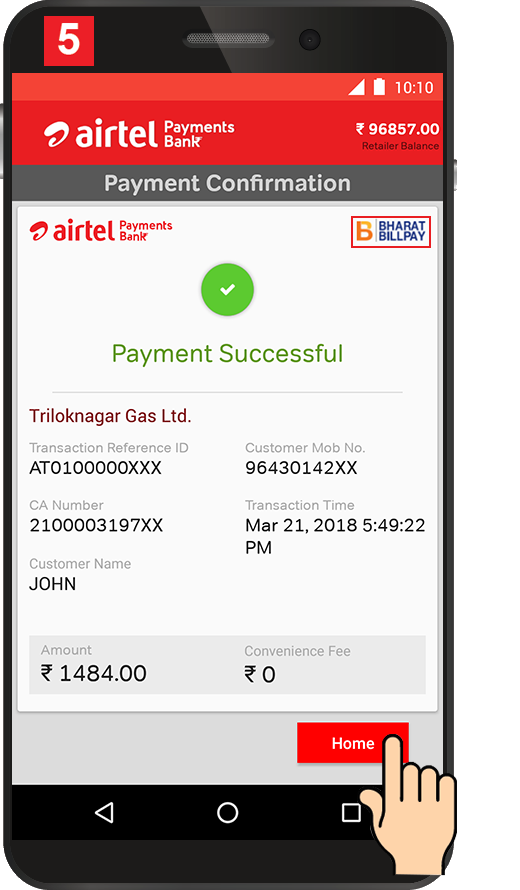 5
10:10
airtel Payments Bank
₹ 96857.00
Retailer Balance
Payment Confirmation
airtel Payments Bank
B BHARAT BILLPAY
Payment Successful
Triloknagar Gas Ltd.
Transaction Reference ID
AT0100000XXX
Customer Mob No.
96430142XX
CA Number
2100003197XX
Transaction Time
Mar 21, 2018 5:49:22
PM
Customer Name
JOHN
Amount
₹ 1484.00
Convenience Fee
₹ 0
Home